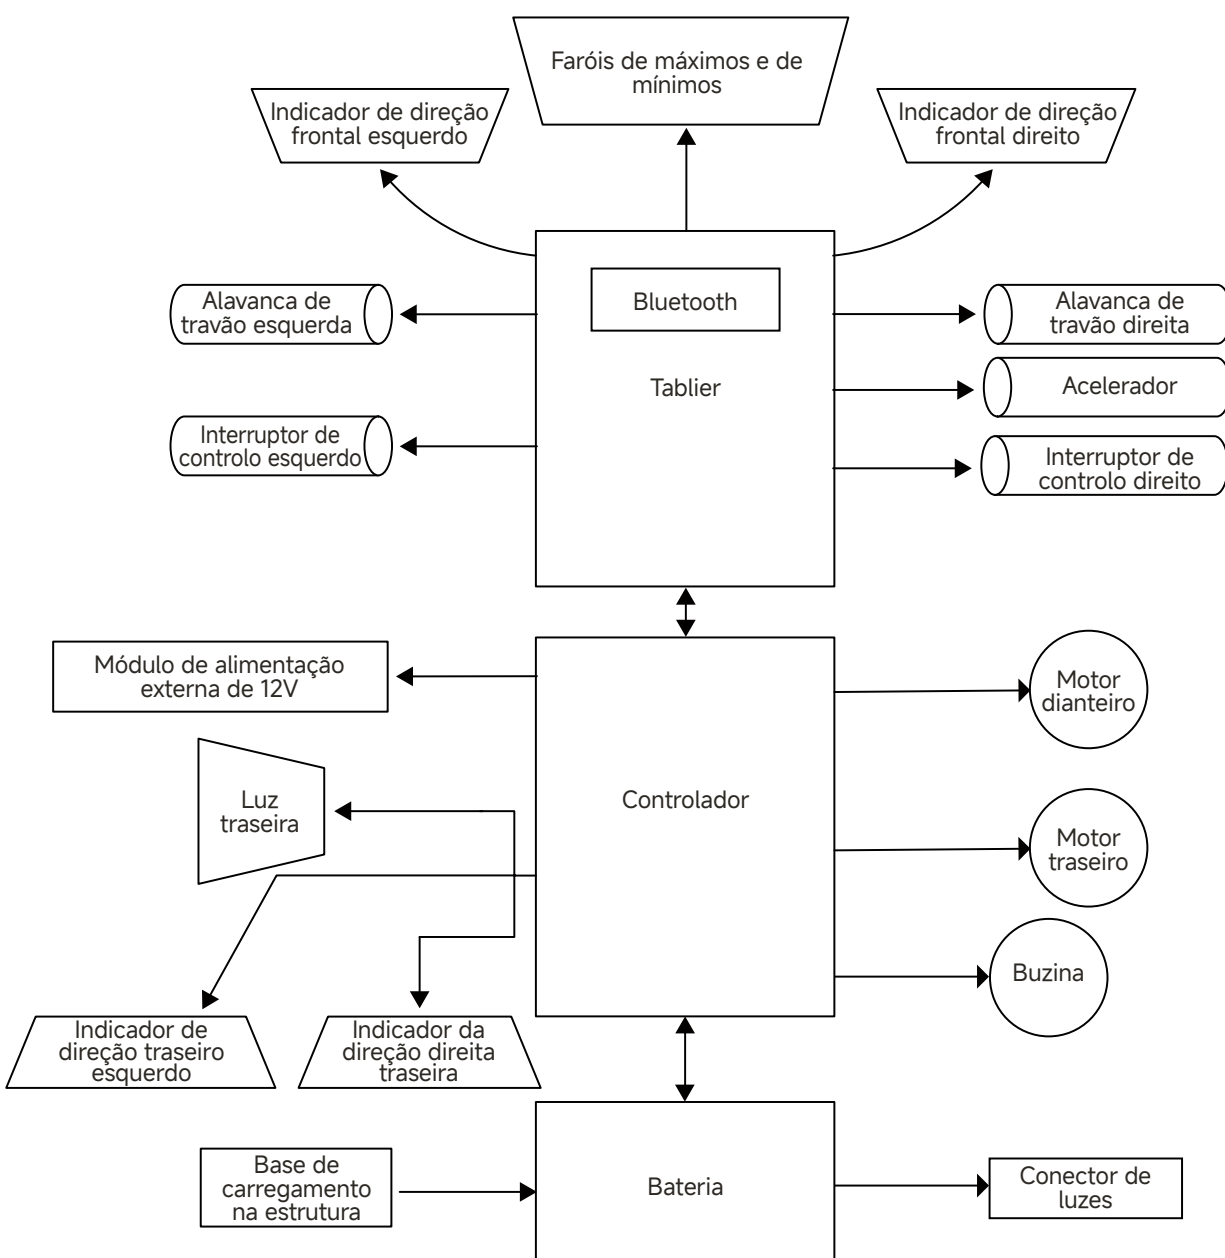 Faróis de máximos e de
mínimos
Indicador de direção
frontal esquerdo
Indicador de direção
frontal direito
Bluetooth
Tablier
Alavanca de
travão esquerda
Alavanca de
travão direita
Acelerador
Interruptor de
controlo esquerdo
Interruptor de
controlo direito
Módulo de alimentação
externa de 12V
Motor
dianteiro
Luz
traseira
Controlador
Motor
traseiro
Buzina
Indicador de
direção traseiro
esquerdo
Indicador da
direção direita
traseira
Base de
carregamento
na estrutura
Bateria
Conector de
luzes